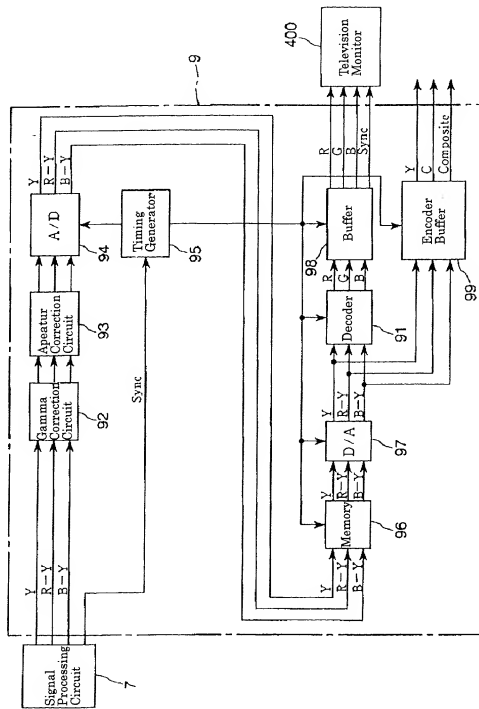 9
Signal
Processing
Circuit
7
Y
R-Y
B-Y
Gamma
Correction
Circuit
92
Apeatur
Correction
Circuit
93
A/D
94
Y
R-Y
B-Y
Sync
Timing
Generator
95
Y
R-Y
B-Y
Memory
96
Y
R-Y
B-Y
D/A
97
Y
R-Y
B-Y
Decoder
91
R
G
B
Buffer
98
R
G
B
Sync
Television
Monitor
400
Encoder
Buffer
99
Y
C
Composite